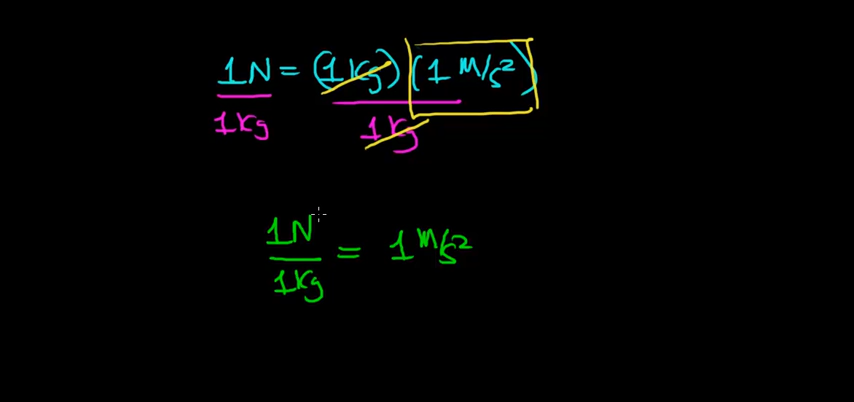 1N = (1kg) (1 m/s²)
1kg 1kg
1N
1kg = 1 m/s²